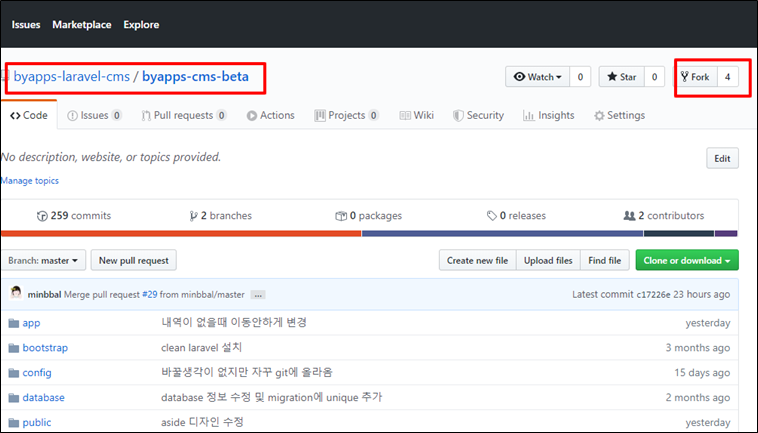 Issues Marketplace Explore
byapps-laravel-cms / byapps-cms-beta Watch 0 Star 0 Fork 4
Code Issues 0 Pull requests 0 Actions Projects 0 Wiki Security Insights Settings
No description, website, or topics provided. Edit
Manage topics
259 commits 2 branches 0 packages 0 releases 2 contributors
Branch: master New pull request Create new file Upload files Find file Clone or download
minbbal Merge pull request #29 from minbbal/master ... Latest commit c17226e 23 hours ago
app 내역이 없을때 이동안하게 변경 yesterday
bootstrap clean laravel 설치 3 months ago
config 바꿀생각이 없지만 자꾸 git에 올라옴 15 days ago
database database 정보 수정 및 migration에 unique 추가 2 months ago
public aside 디자인 수정 yesterday